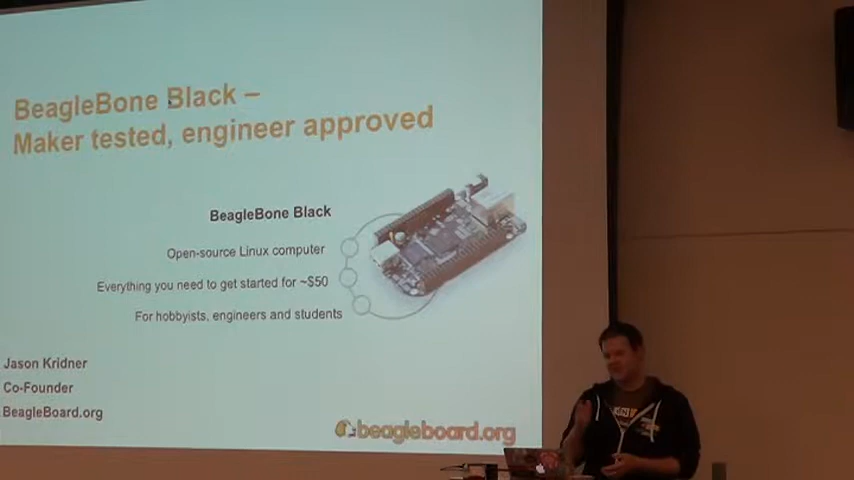 BeagleBone Black –
Maker tested, engineer approved
BeagleBone Black
Open-source Linux computer
Everything you need to get started for ~$50
For hobbyists, engineers and students
Jason Kridner
Co-Founder
BeagleBoard.org
beagleboard.org